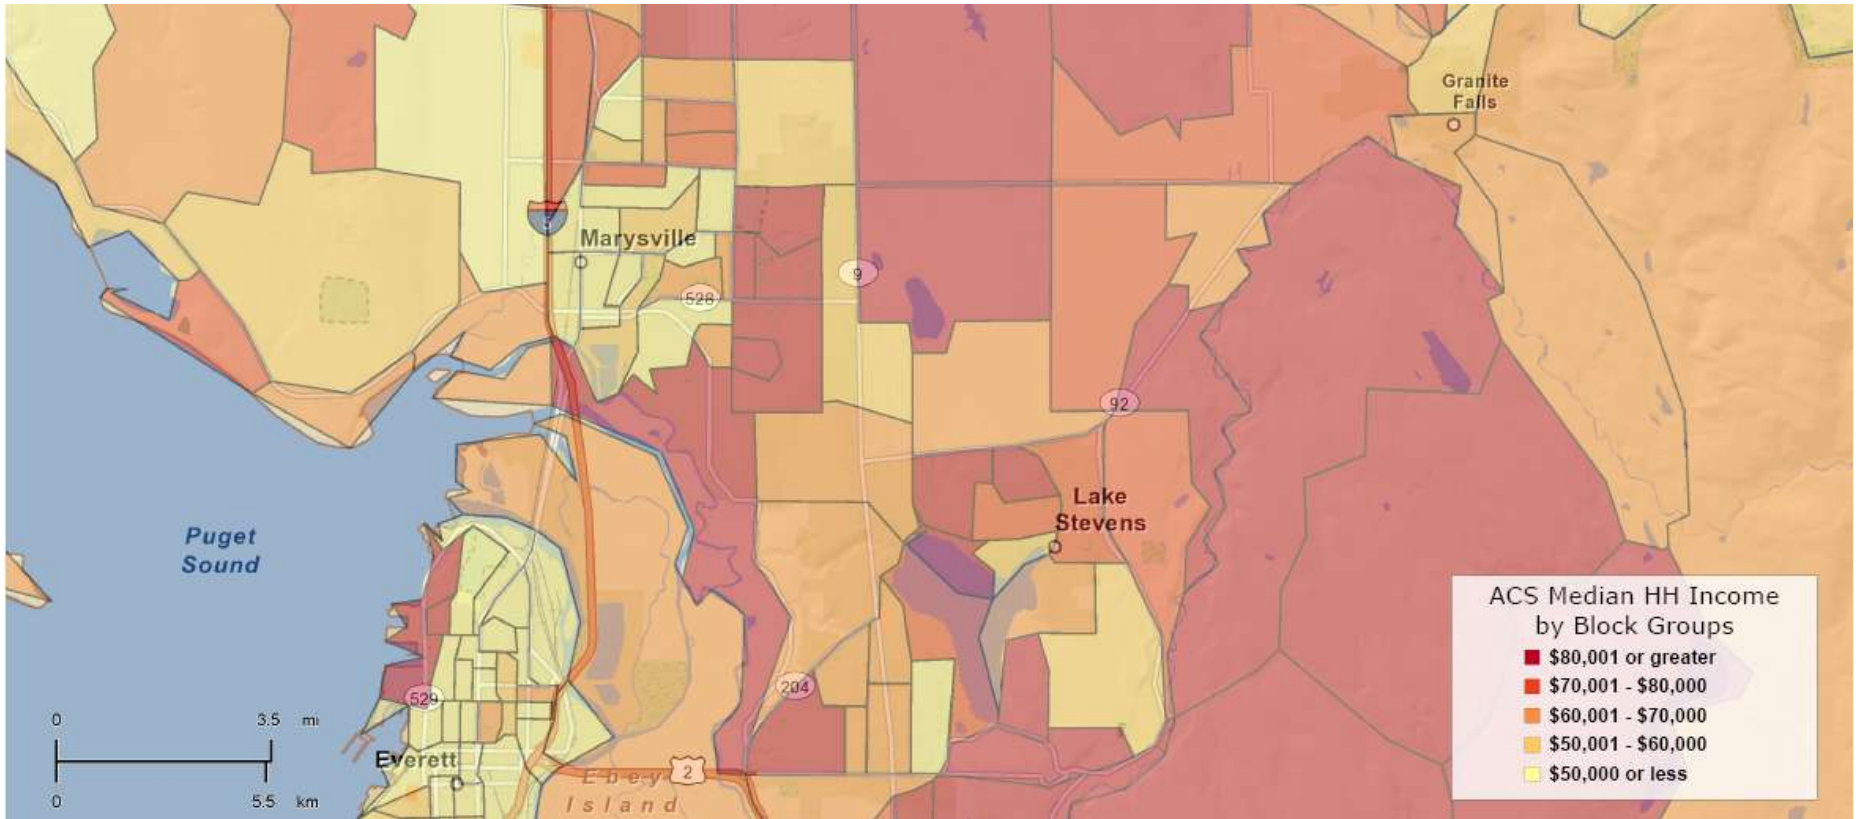 Granite
Falls
5
Marysville
9
528
92
Lake
Stevens
Puget
Sound
529
204
Everett
2
Ebey
Island
0 3.5 mi
0 5.5 km
ACS Median HH Income
by Block Groups
$80,001 or greater
$70,001 - $80,000
$60,001 - $70,000
$50,001 - $60,000
$50,000 or less